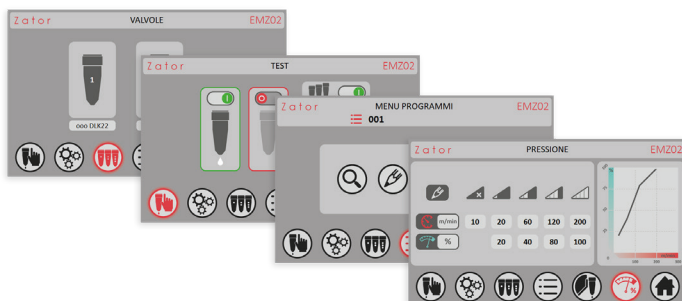 Zator VALVOLE EMZ02
1
000 DLK22
Zator TEST EMZ02
Zator MENU PROGRAMMI EMZ02
001
Zator PRESSIONE EMZ02
m/min 10 20 60 120 200
% 20 40 80 100
%